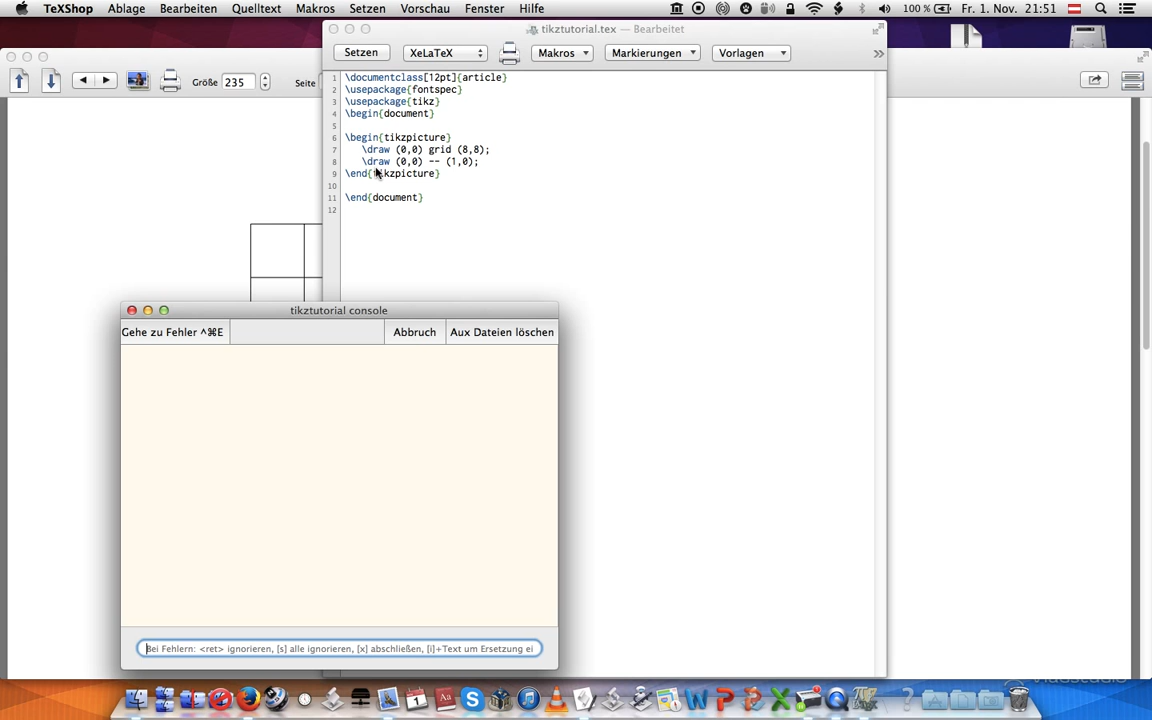 TeXShop Ablage Bearbeiten Quelltext Makros Setzen Vorschau Fenster Hilfe 100 % Fr. 1. Nov. 21:51
tikztutorial.tex — Bearbeitet
Setzen XeLaTeX Makros Markierungen Vorlagen »
Größe 235 Seite
1 \documentclass[12pt]{article}
2 \usepackage{fontspec}
3 \usepackage{tikz}
4 \begin{document}
5
6 \begin{tikzpicture}
7 \draw (0,0) grid (8,8);
8 \draw (0,0) -- (1,0);
9 \end{tikzpicture}
10
11 \end{document}
12
tikztutorial console
Gehe zu Fehler ^⌘E Abbruch Aux Dateien löschen
Bei Fehlern: <ret> ignorieren, [s] alle ignorieren, [x] abschließen, [i]+Text um Ersetzung ei